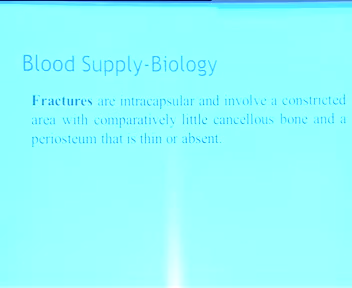 Blood Supply-Biology
Fractures are intracapsular and involve a constricted
area with comparatively little cancellous bone and a
periosteum that is thin or absent.